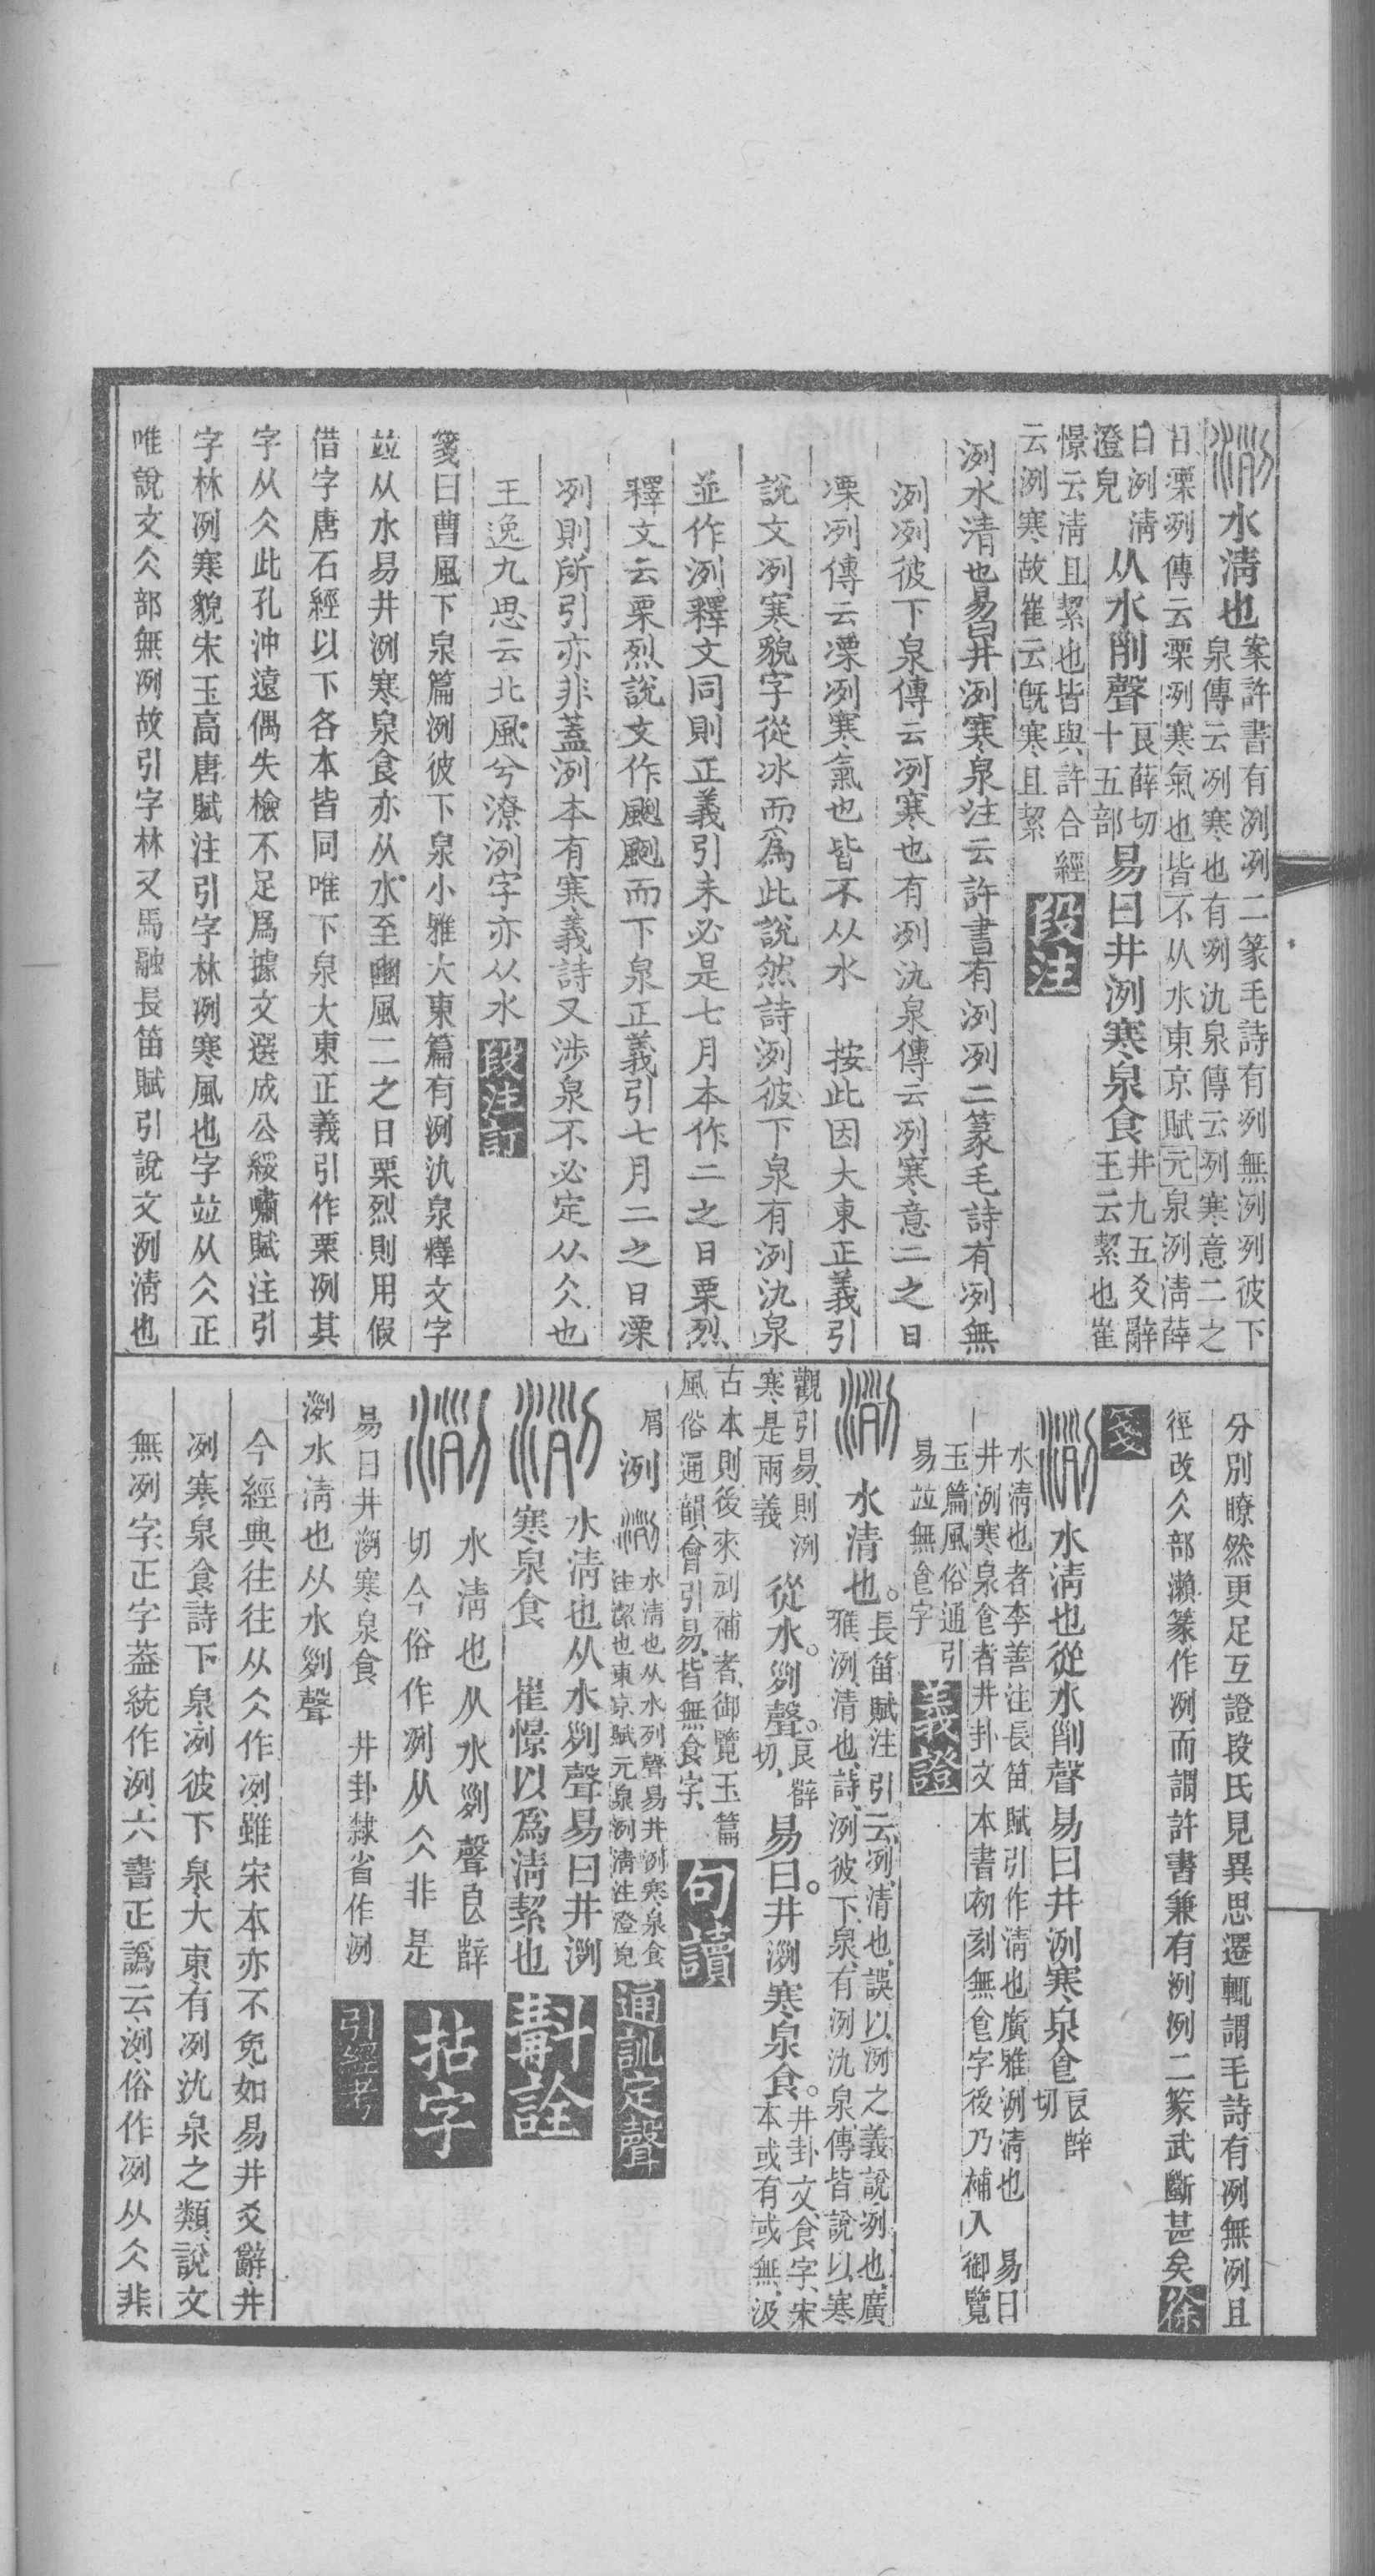 水清也
案許書有洌冽二篆毛詩有冽無洌冽彼下
泉傳云冽寒也有冽氿泉傳云冽寒意二之
日凓冽傳云凓冽寒氣也皆不从水東京賦元泉洌清薛
曰洌清
澄皃
从水𠛱聲
良薛切
十五部
易曰井洌寒泉食
井九五爻辭
王云絜也崔
憬云清且絜也皆與許合經
云洌寒故崔云旣寒且絜
段注
洌水清也易曰井洌寒泉注云許書有洌冽二篆毛詩有冽無
洌冽彼下泉傳云冽寒也有冽氿泉傳云冽寒意二之日
凓冽傳云凓冽寒氣也皆不从水　按此因大東正義引
說文冽寒貌字從冰而爲此說然詩洌彼下泉有洌氿泉
並作洌釋文同則正義引未必是七月本作二之日栗烈
釋文云栗烈說文作颲颲而下泉正義引七月二之日凓
冽則所引亦非蓋洌本有寒義詩又涉泉不必定从仌也
王逸九思云北風兮潦洌字亦从水
段注訂
箋曰曹風下泉篇洌彼下泉小雅大東篇有洌氿泉釋文字
竝从水易井洌寒泉食亦从水至豳風二之日栗烈則用假
借字唐石經以下各本皆同唯下泉大東正義引作栗冽其
字从仌此孔沖遠偶失檢不足爲據文選成公綏嘯賦注引
字林冽寒貌宋玉高唐賦注引字林冽寒風也字竝从仌正
唯說文仌部無冽故引字林又馬融長笛賦引說文洌清也
分別瞭然更足互證段氏見異思遷輒謂毛詩有冽無洌且
徑改仌部瀨篆作冽而謂許書兼有洌冽二篆武斷甚矣
徐
箋
水清也從水𠛱聲易曰井洌寒泉食
良辥
切
水清也者李善注長笛賦引作清也廣雅洌清也　易曰
井洌寒泉食者井卦文　本書初刻無食字後乃補入御覽
玉篇風俗通引
易竝無食字
義證
水清也。
長笛賦注引云冽清也誤以冽之義說洌也廣
雅洌清也詩洌彼下泉有洌氿泉傳皆說以寒
觀引易則洌
寒是兩義
從水。𠛱聲。
良辥
切
易曰。井洌寒泉食。
井卦文食字宋
本或有或無汲
古本則後來刓補者御覽玉篇
風俗通韻會引易皆無食字
句讀
屑
洌
水清也从水列聲易井洌寒泉食
注潔也東京賦元泉洌清注澄皃
通訓定聲
水清也从水𠛱聲易曰井洌
寒泉食　崔憬以爲清絜也
斠詮
水清也从水𠛱聲良辥
切今俗作洌从仌非是
拈字
易曰井洌寒泉食　井卦隸省作洌
引經考
洌水清也从水𠛱聲
今經典往往从仌作冽雖宋本亦不免如易井爻辭井
冽寒泉食詩下泉冽彼下泉大東有冽氿泉之類說文
無冽字正字葢統作洌六書正譌云洌俗作冽从仌非